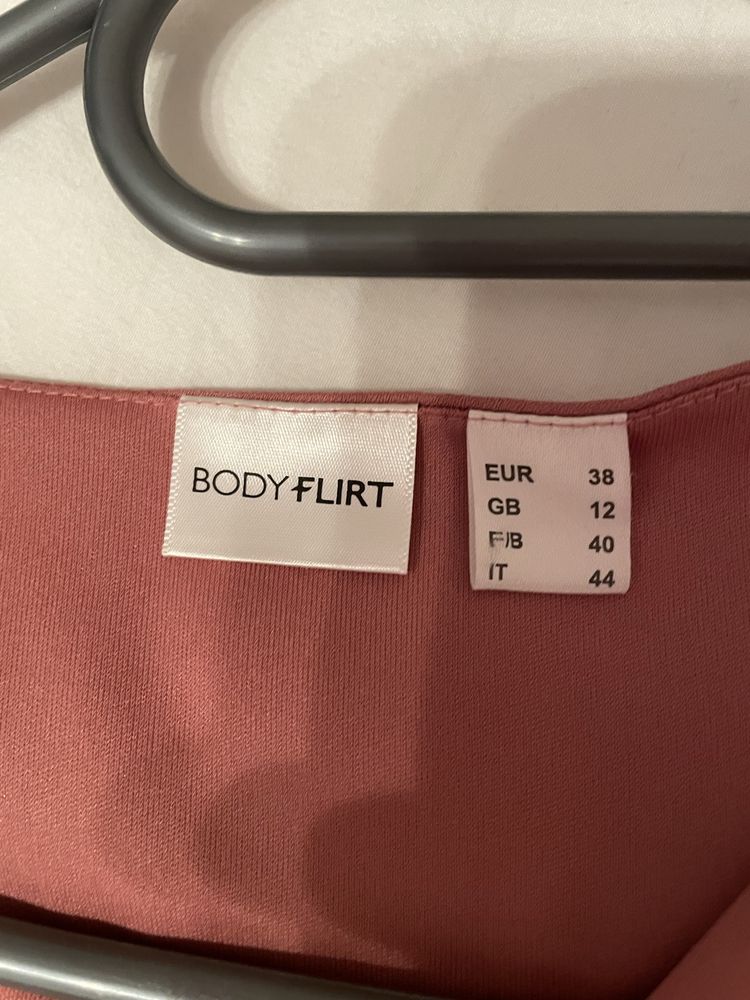 BODYFLIRT
EUR 38
GB 12
F/B 40
IT 44